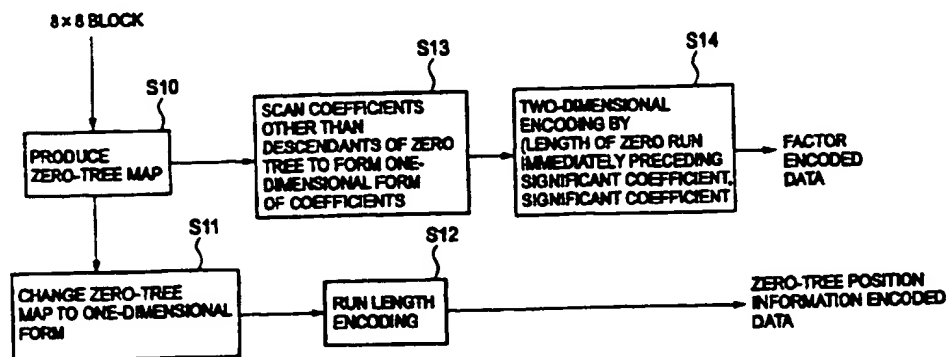 8 × 8 BLOCK
S10
PRODUCE
ZERO-TREE MAP
S13
SCAN COEFFICIENTS
OTHER THAN
DESCENDANTS OF ZERO
TREE TO FORM ONE-
DIMENSIONAL FORM
OF COEFFICIENTS
S14
TWO-DIMENSIONAL
ENCODING BY
(LENGTH OF ZERO RUN
IMMEDIATELY PRECEDING
SIGNIFICANT COEFFICIENT,
SIGNIFICANT COEFFICIENT
FACTOR
ENCODED
DATA
S11
CHANGE ZERO-TREE
MAP TO ONE-DIMENSIONAL
FORM
S12
RUN LENGTH
ENCODING
ZERO-TREE POSITION
INFORMATION ENCODED
DATA